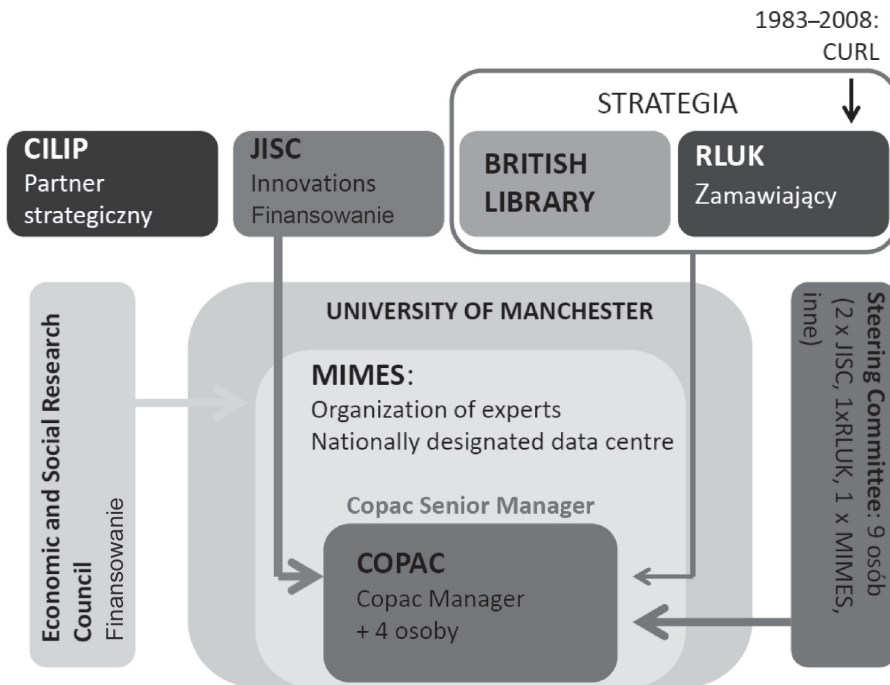 1983–2008:
CURL
STRATEGIA
CILIP
Partner
strategiczny
JISC
Innovations
Finansowanie
BRITISH
LIBRARY
RLUK
Zamawiający
Economic and Social Research
Council
Finansowanie
UNIVERSITY OF MANCHESTER
MIMES:
Organization of experts
Nationally designated data centre
Copac Senior Manager
COPAC
Copac Manager
+ 4 osoby
Steering Committee: 9 osób
(2 x JISC, 1xRLUK, 1 x MIMES,
inne)